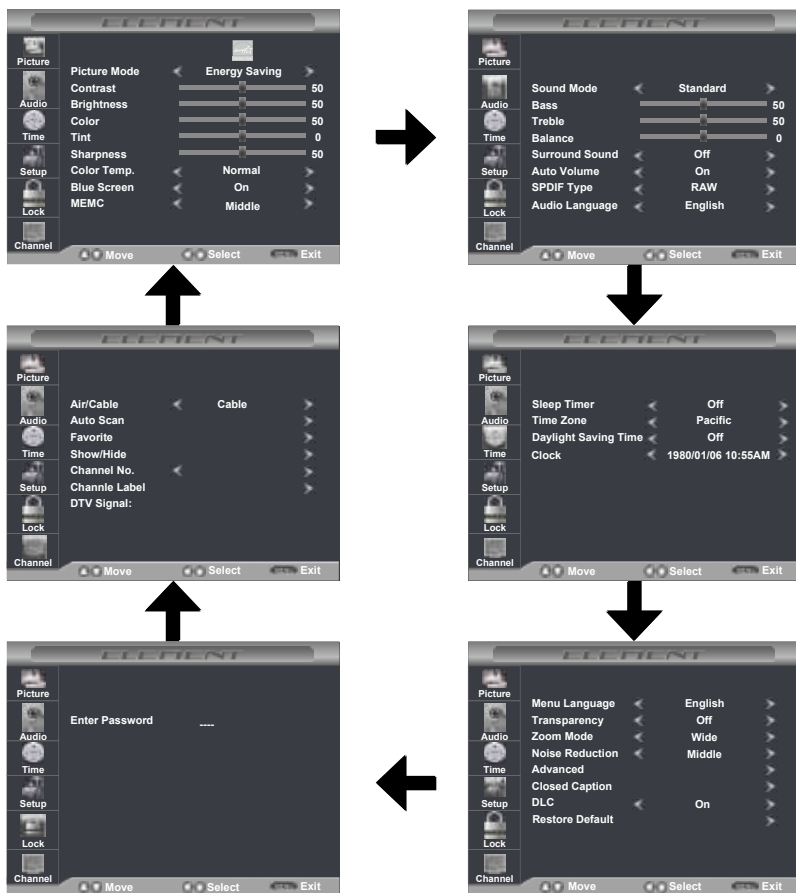 ELEMENT
Picture
Audio
Time
Setup
Lock
Channel
Picture Mode Energy Saving
Contrast 50
Brightness 50
Color 50
Tint 0
Sharpness 50
Color Temp. Normal
Blue Screen On
MEMC Middle
Move Select Exit
ELEMENT
Picture
Audio
Time
Setup
Lock
Channel
Sound Mode Standard
Bass 50
Treble 50
Balance 0
Surround Sound Off
Auto Volume On
SPDIF Type RAW
Audio Language English
Move Select Exit
ELEMENT
Picture
Audio
Time
Setup
Lock
Channel
Air/Cable Cable
Auto Scan
Favorite
Show/Hide
Channel No.
Channle Label
DTV Signal:
Move Select Exit
ELEMENT
Picture
Audio
Time
Setup
Lock
Channel
Sleep Timer Off
Time Zone Pacific
Daylight Saving Time Off
Clock 1980/01/06 10:55AM
Move Select Exit
ELEMENT
Picture
Audio
Time
Setup
Lock
Channel
Enter Password ----
Move Select Exit
ELEMENT
Picture
Audio
Time
Setup
Lock
Channel
Menu Language English
Transparency Off
Zoom Mode Wide
Noise Reduction Middle
Advanced
Closed Caption
DLC On
Restore Default
Move Select Exit